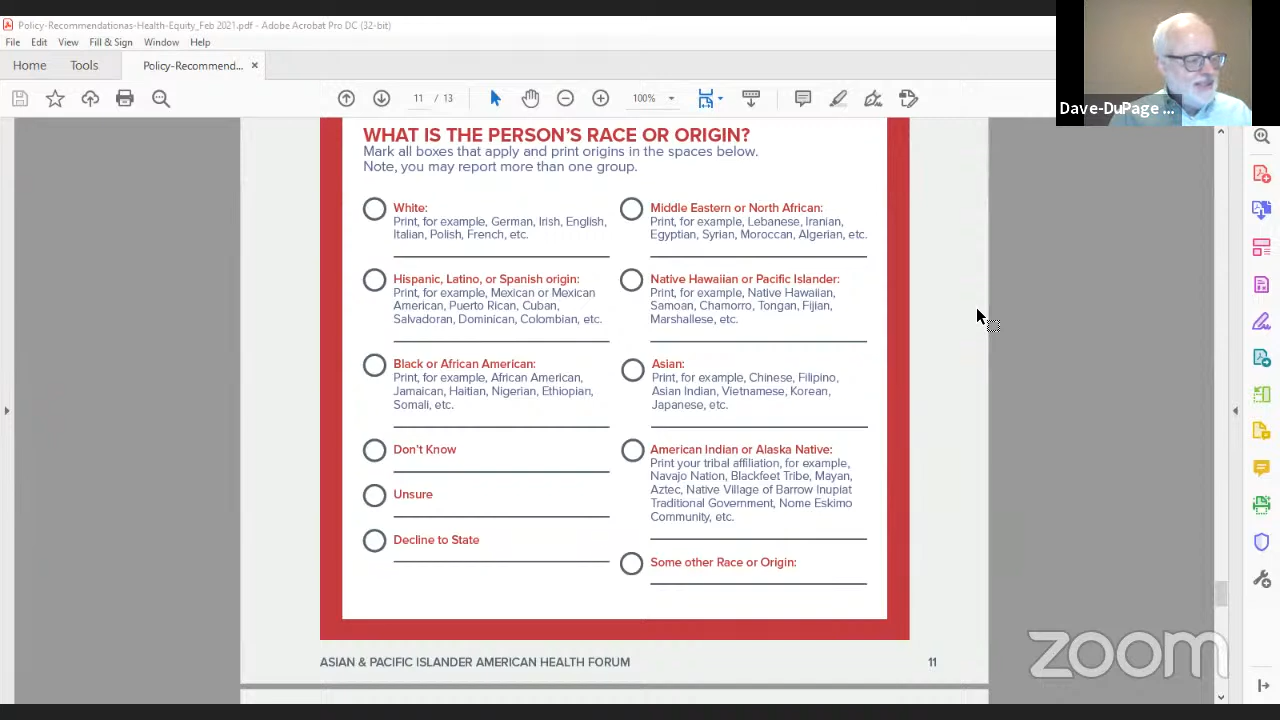 Policy-Recommendationas-Health-Equity_Feb 2021.pdf - Adobe Acrobat Pro DC (32-bit)
File Edit View Fill & Sign Window Help
Home Tools Policy-Recommend... ×
11 / 13 100%
Dave-DuPage ...
WHAT IS THE PERSON'S RACE OR ORIGIN?
Mark all boxes that apply and print origins in the spaces below.
Note, you may report more than one group.
White:
Print, for example, German, Irish, English,
Italian, Polish, French, etc.
Hispanic, Latino, or Spanish origin:
Print, for example, Mexican or Mexican
American, Puerto Rican, Cuban,
Salvadoran, Dominican, Colombian, etc.
Black or African American:
Print, for example, African American,
Jamaican, Haitian, Nigerian, Ethiopian,
Somali, etc.
Don't Know
Unsure
Decline to State
Middle Eastern or North African:
Print, for example, Lebanese, Iranian,
Egyptian, Syrian, Moroccan, Algerian, etc.
Native Hawaiian or Pacific Islander:
Print, for example, Native Hawaiian,
Samoan, Chamorro, Tongan, Fijian,
Marshallese, etc.
Asian:
Print, for example, Chinese, Filipino,
Asian Indian, Vietnamese, Korean,
Japanese, etc.
American Indian or Alaska Native:
Print your tribal affiliation, for example,
Navajo Nation, Blackfeet Tribe, Mayan,
Aztec, Native Village of Barrow Inupiat
Traditional Government, Nome Eskimo
Community, etc.
Some other Race or Origin:
ASIAN & PACIFIC ISLANDER AMERICAN HEALTH FORUM 11
zoom